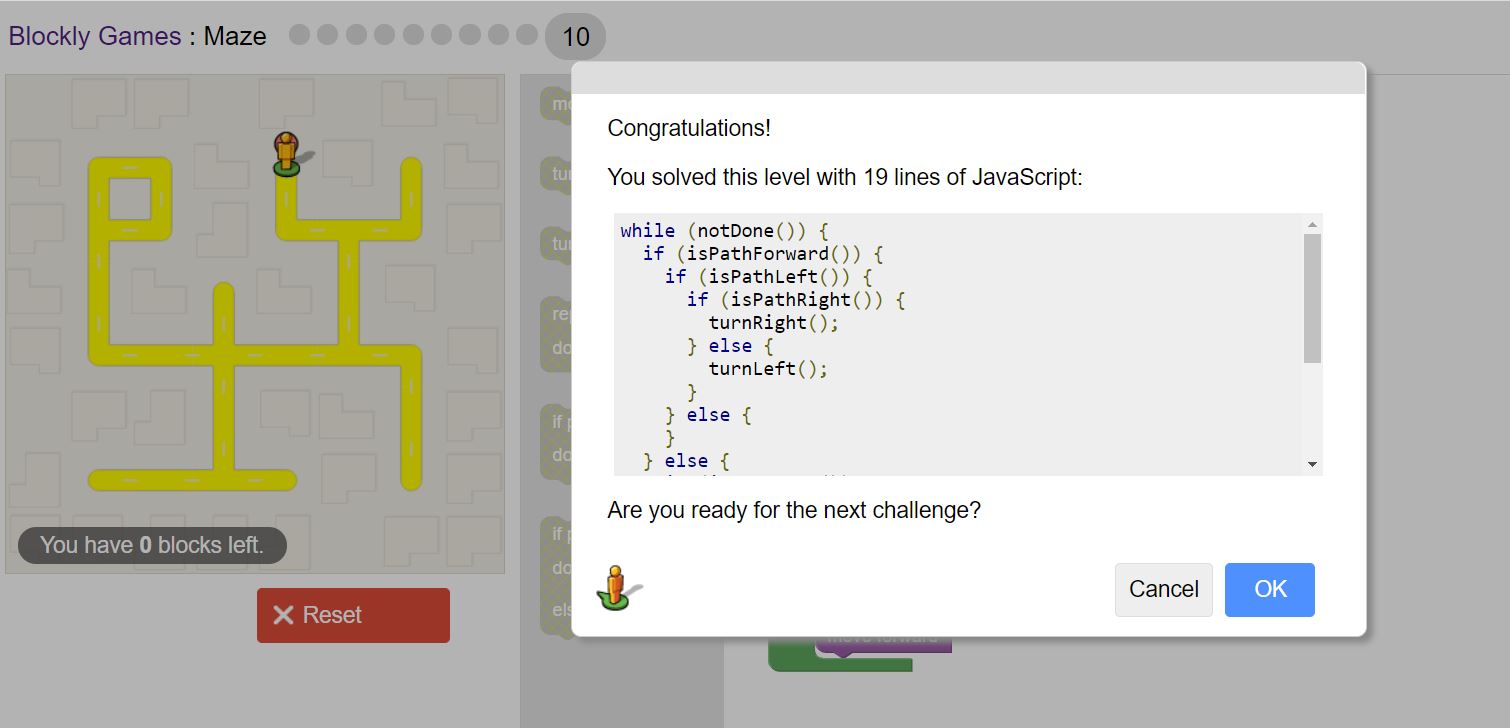 Blockly Games : Maze 10
Congratulations!
You solved this level with 19 lines of JavaScript:
while (notDone()) {
if (isPathForward()) {
if (isPathLeft()) {
if (isPathRight()) {
turnRight();
} else {
turnLeft();
}
} else {
}
} else {
Are you ready for the next challenge?
Cancel
OK
You have 0 blocks left.
Reset